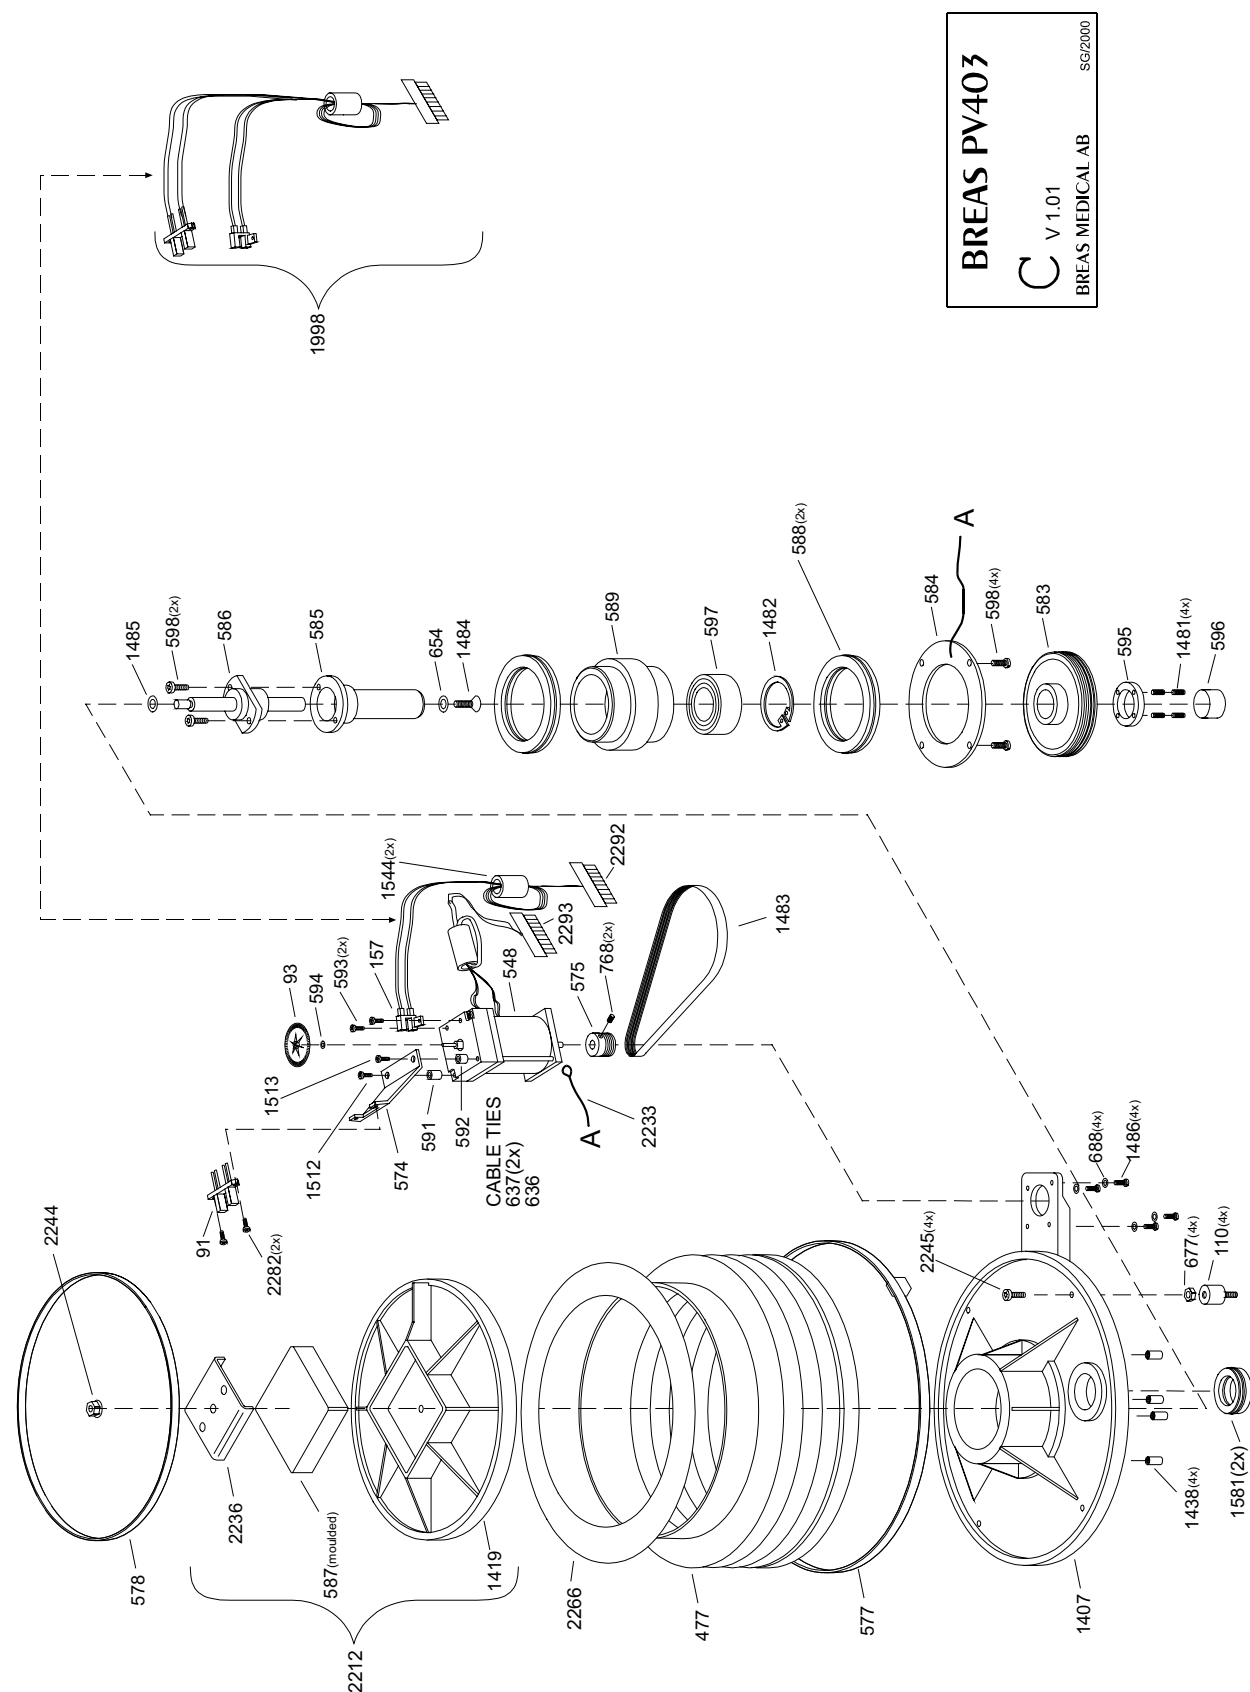 BREAS PV403
C V 1.01
BREAS MEDICAL AB
SG/2000
1998
1485
598(2x)
586
585
654
1484
589
597
1482
588(2x)
584
A
598(4x)
583
595
1481(4x)
596
93
594
593(2x)
157
1544(2x)
2292
2293
548
575
768(2x)
1483
1513
1512
574
591
592
CABLE TIES
637(2x)
636
A
2233
91
2282(2x)
688(4x)
1486(4x)
2245(4x)
677(4x)
110(4x)
2244
578
2236
587(moulded)
1419
2212
2266
477
577
1407
1438(4x)
1581(2x)